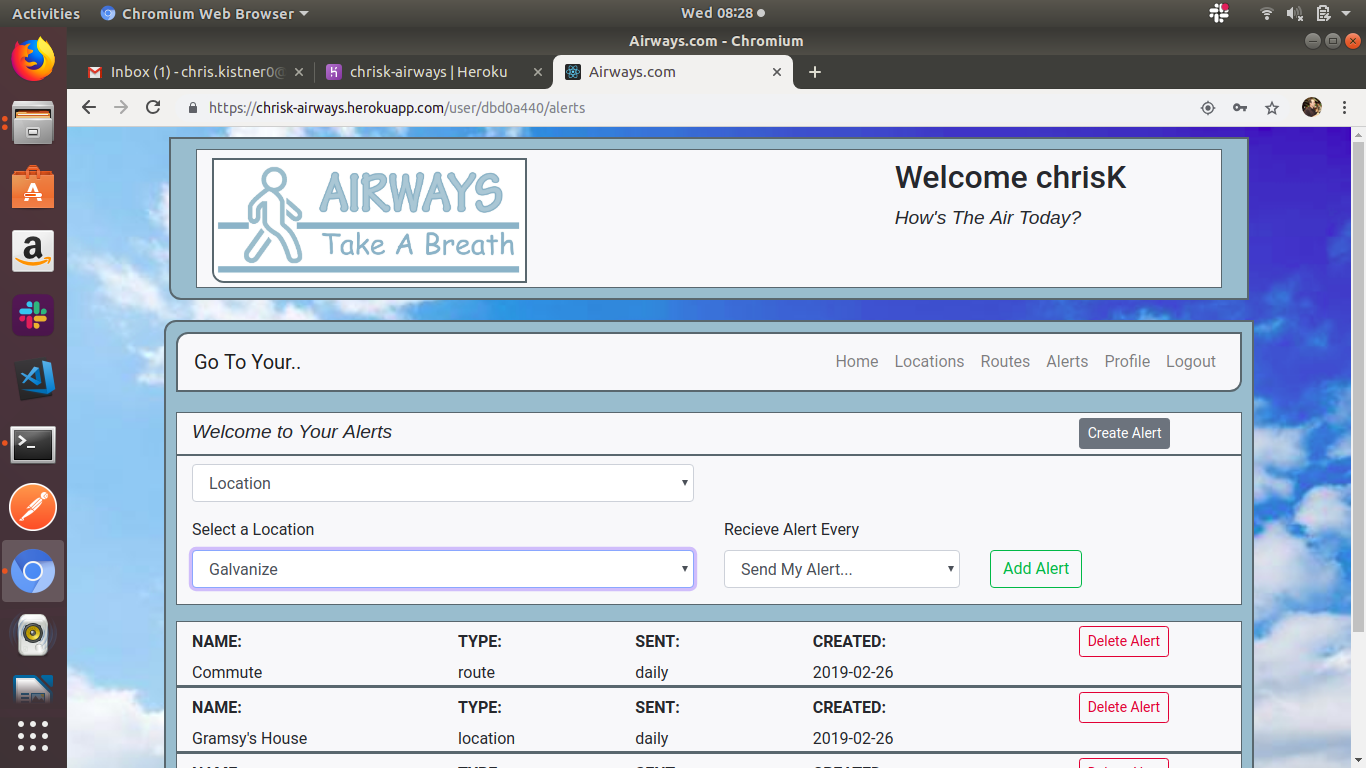 Activities Chromium Web Browser Wed 08:28
Airways.com - Chromium
Inbox (1) - chris.kistner0@ chrisk-airways | Heroku Airways.com
https://chrisk-airways.herokuapp.com/user/dbd0a440/alerts
AIRWAYS
Take A Breath
Welcome chrisK
How's The Air Today?
Go To Your.. Home Locations Routes Alerts Profile Logout
Welcome to Your Alerts Create Alert
Location
Select a Location Recieve Alert Every
Galvanize Send My Alert... Add Alert
NAME: TYPE: SENT: CREATED: Delete Alert
Commute route daily 2019-02-26
NAME: TYPE: SENT: CREATED: Delete Alert
Gramsy's House location daily 2019-02-26